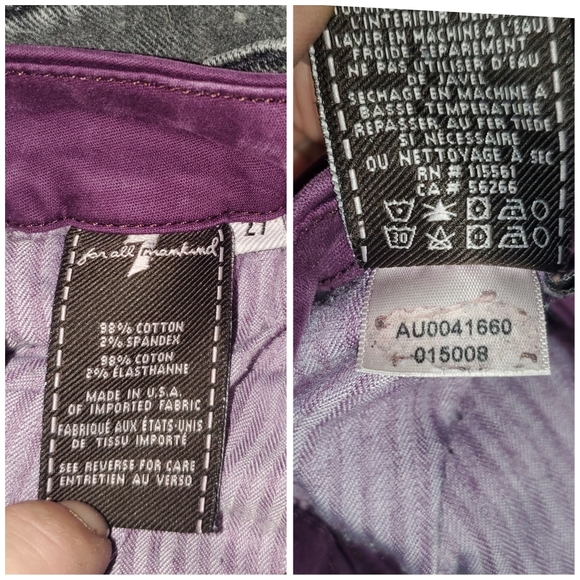 for all 7 mankind
98% COTTON
2% SPANDEX
98% COTON
2% ÉLASTHANNE
MADE IN U.S.A.
OF IMPORTED FABRIC
FABRIQUÉ AUX ÉTATS-UNIS
DE TISSU IMPORTÉ
SEE REVERSE FOR CARE
ENTRETIEN AU VERSO
L'INTÉRIEUR
LAVER EN MACHINE À L'EAU
FROIDE SÉPARÉMENT
NE PAS UTILISER D'EAU
DE JAVEL
SÉCHAGE EN MACHINE À
BASSE TEMPÉRATURE
REPASSER AU FER TIÈDE
SI NÉCESSAIRE
OU NETTOYAGE À SEC
RN # 115561
CA # 56266
30
AU0041660
015008